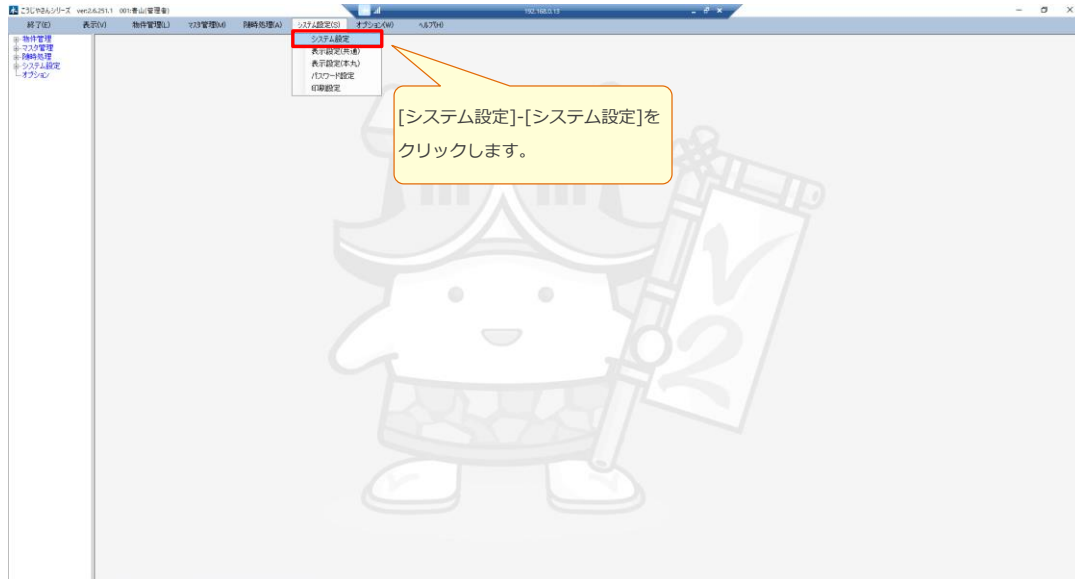 こうじやさんシリーズ ver.2.6.251.1 001:青山(管理者)
192.168.0.13
終了(E) 表示(V) 物件管理(L) マスタ管理(M) 随時処理(A) システム設定(S) オプション(W) ヘルプ(H)
物件管理
マスタ管理
随時処理
システム設定
オプション
システム設定
表示設定(共通)
表示設定(本丸)
パスワード設定
印刷設定
[システム設定]-[システム設定]を
クリックします。
V
2